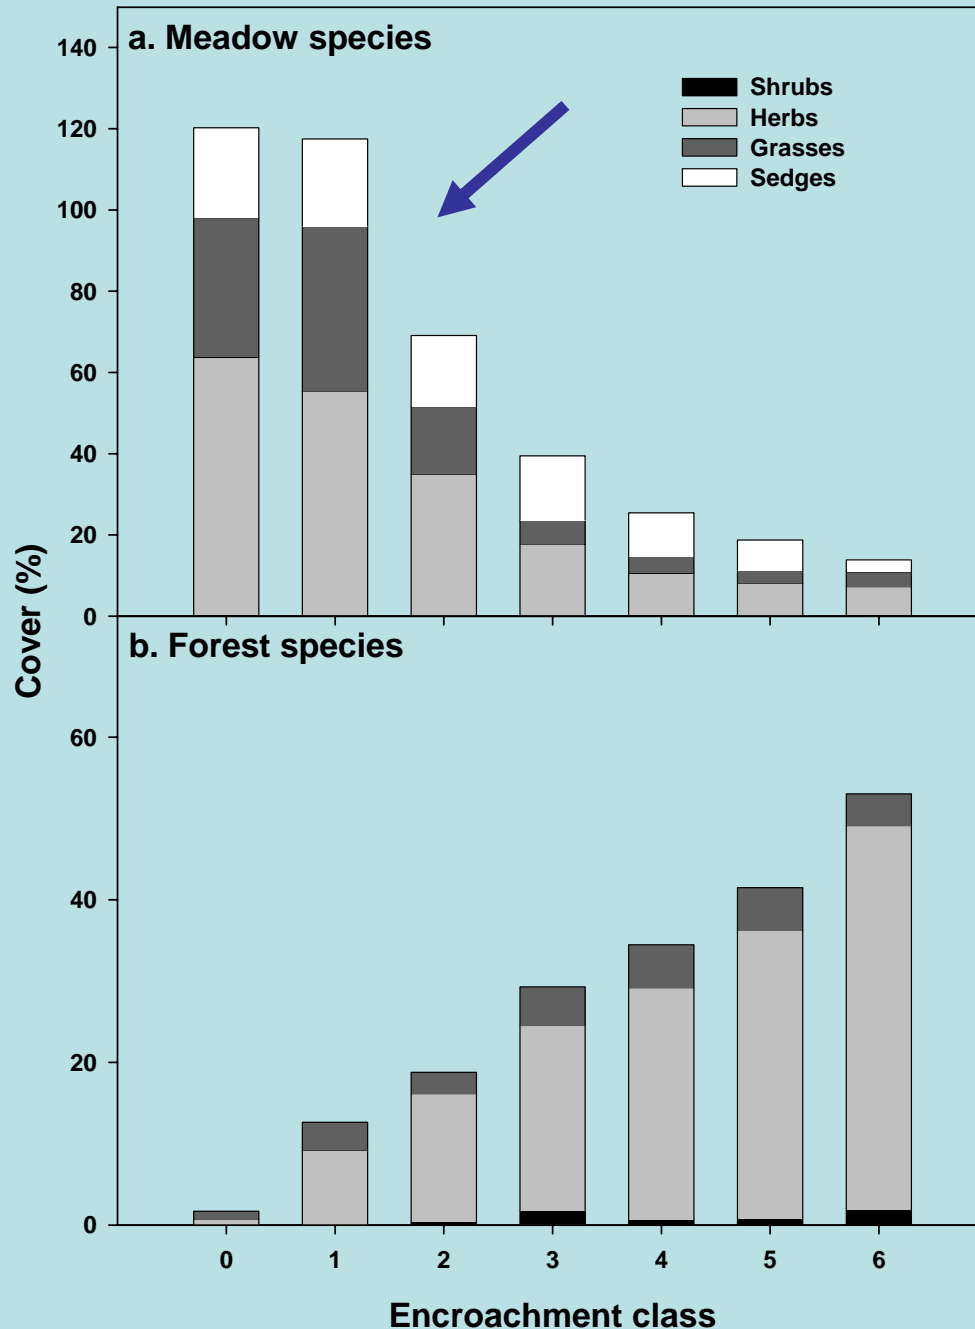 a. Meadow species
Shrubs
Herbs
Grasses
Sedges
140
120
100
80
60
40
20
0
Cover (%)
b. Forest species
60
40
20
0
0 1 2 3 4 5 6
Encroachment class